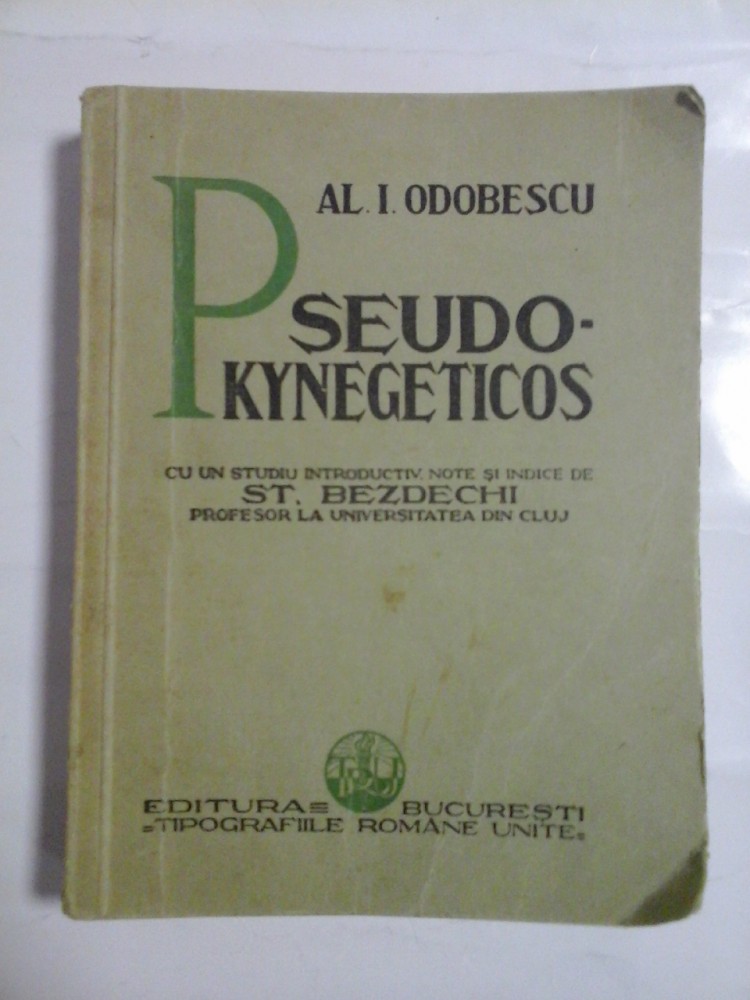 AL. I. ODOBESCU
PSEUDO-
KYNEGETICOS
CU UN STUDIU INTRODUCTIV, NOTE ȘI INDICE DE
ST. BEZDECHI
PROFESOR LA UNIVERSITATEA DIN CLUJ
EDITURA= BUCUREȘTI
=TIPOGRAFIILE ROMÂNE UNITE=